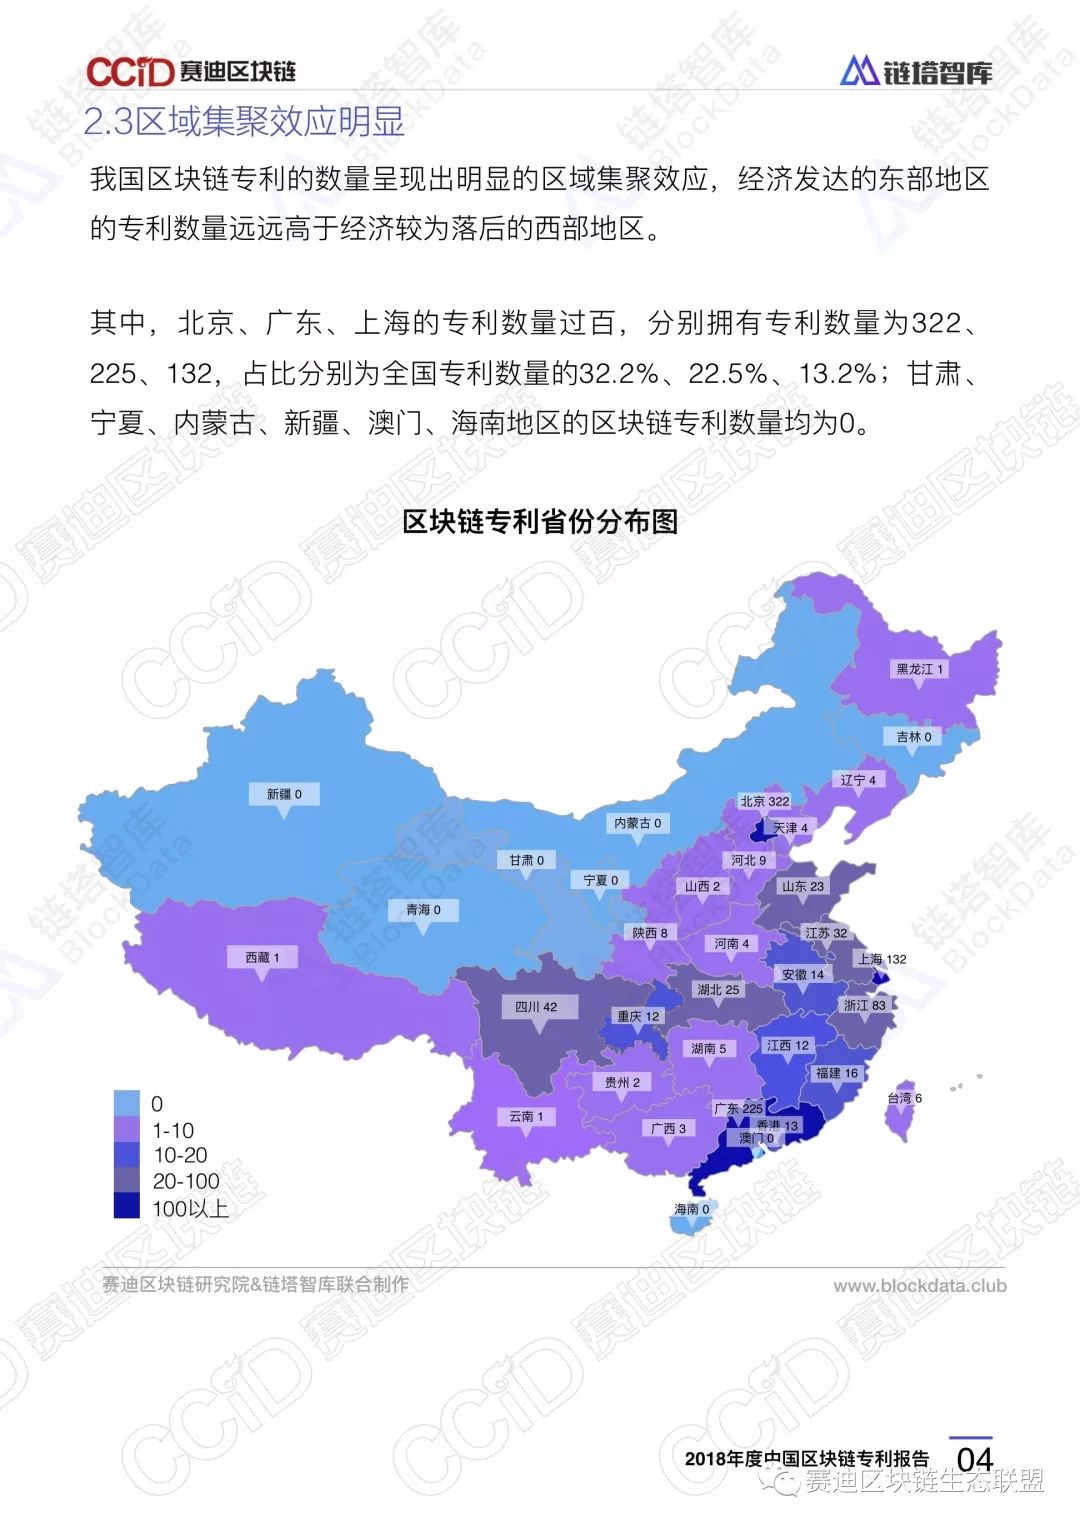 CCiD 赛迪区块链
链塔智库
2.3区域集聚效应明显
我国区块链专利的数量呈现出明显的区域集聚效应，经济发达的东部地区
的专利数量远远高于经济较为落后的西部地区。
其中，北京、广东、上海的专利数量过百，分别拥有专利数量为322、
225、132，占比分别为全国专利数量的32.2%、22.5%、13.2%；甘肃、
宁夏、内蒙古、新疆、澳门、海南地区的区块链专利数量均为0。
区块链专利省份分布图
黑龙江 1
吉林 0
辽宁 4
新疆 0
北京 322
内蒙古 0
天津 4
甘肃 0
河北 9
宁夏 0
山西 2
山东 23
青海 0
陕西 8
江苏 32
河南 4
西藏 1
上海 132
安徽 14
湖北 25
四川 42
浙江 83
重庆 12
湖南 5
江西 12
福建 16
贵州 2
台湾 6
云南 1
广东 225
香港 13
广西 3
澳门 0
海南 0
0
1-10
10-20
20-100
100以上
赛迪区块链研究院&链塔智库联合制作
www.blockdata.club
2018年度中国区块链专利报告
04
赛迪区块链生态联盟
链塔智库
BlockData
CCiD 赛迪区块链